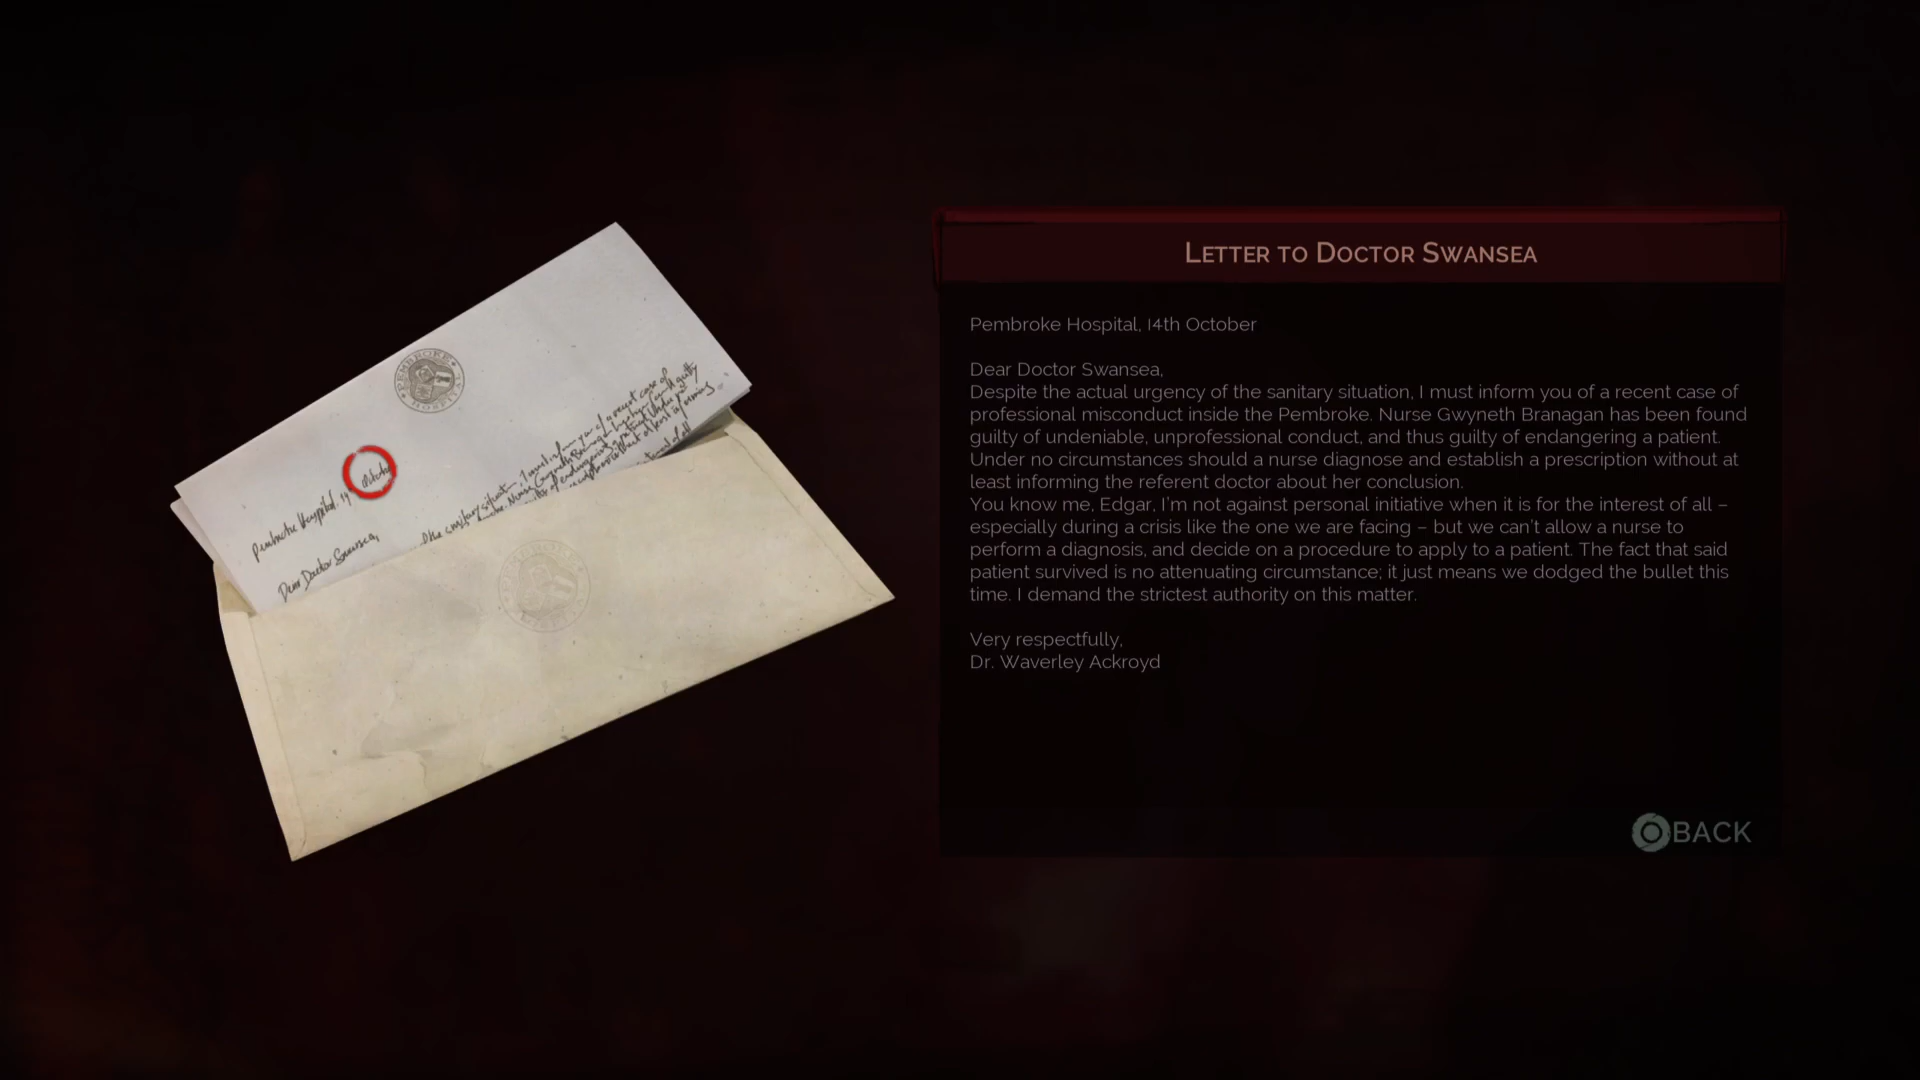 PEMBROKE
HOSPITAL
Pembroke Hospital, 14th October
Dear Doctor Swansea,
LETTER TO DOCTOR SWANSEA
Pembroke Hospital, 14th October
Dear Doctor Swansea,
Despite the actual urgency of the sanitary situation, I must inform you of a recent case of
professional misconduct inside the Pembroke. Nurse Gwyneth Branagan has been found
guilty of undeniable, unprofessional conduct, and thus guilty of endangering a patient.
Under no circumstances should a nurse diagnose and establish a prescription without at
least informing the referent doctor about her conclusion.
You know me, Edgar, I'm not against personal initiative when it is for the interest of all –
especially during a crisis like the one we are facing – but we can't allow a nurse to
perform a diagnosis, and decide on a procedure to apply to a patient. The fact that said
patient survived is no attenuating circumstance; it just means we dodged the bullet this
time. I demand the strictest authority on this matter.
Very respectfully,
Dr. Waverley Ackroyd
BACK